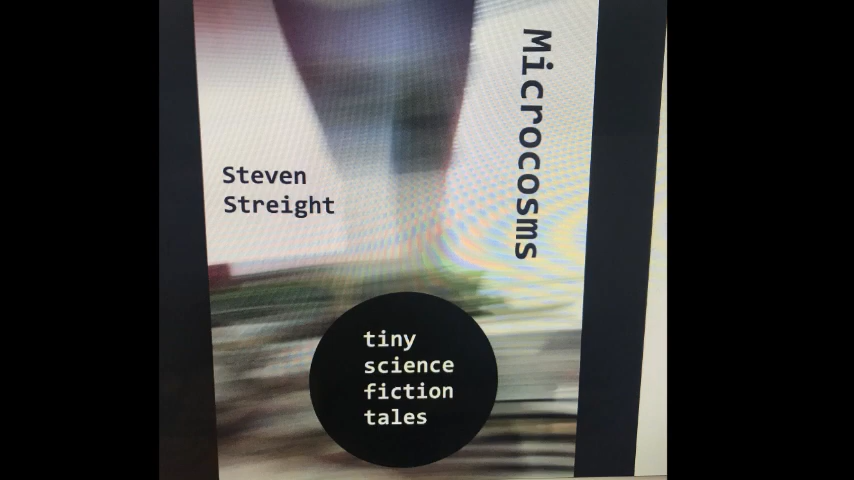 Microcosms
Steven
Streight
tiny
science
fiction
tales